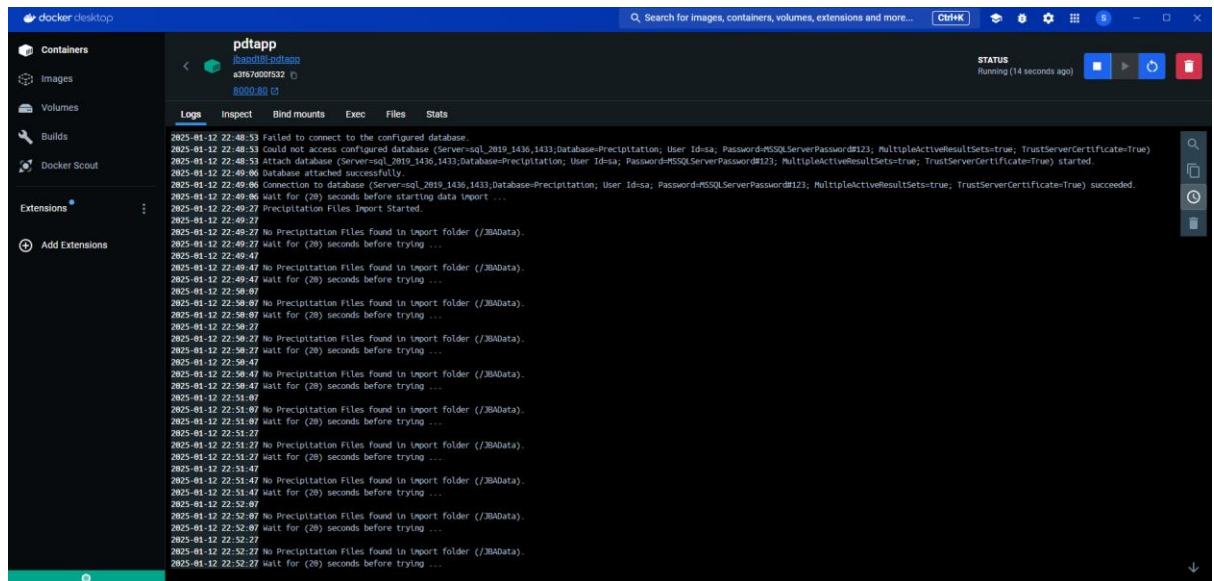 docker desktop
Search for images, containers, volumes, extensions and more...
Ctrl+K
S
Containers
Images
Volumes
Builds
Docker Scout
Extensions
Add Extensions
pdtapp
jbapdt8l-pdtapp
a3f67d00f532
8000:80
STATUS
Running (14 seconds ago)
Logs Inspect Bind mounts Exec Files Stats
2025-01-12 22:48:53 Failed to connect to the configured database.
2025-01-12 22:48:53 Could not access configured database (Server=sql_2019_1436,1433;Database=Precipitation; User Id=sa; Password=MSSQLServerPassword#123; MultipleActiveResultSets=true; TrustServerCertificate=True)
2025-01-12 22:48:53 Attach database (Server=sql_2019_1436,1433;Database=Precipitation; User Id=sa; Password=MSSQLServerPassword#123; MultipleActiveResultSets=true; TrustServerCertificate=True) started.
2025-01-12 22:49:06 Database attached successfully.
2025-01-12 22:49:06 Connection to database (Server=sql_2019_1436,1433;Database=Precipitation; User Id=sa; Password=MSSQLServerPassword#123; MultipleActiveResultSets=true; TrustServerCertificate=True) succeeded.
2025-01-12 22:49:06 Wait for (20) seconds before starting data import ...
2025-01-12 22:49:27 Precipitation Files Import Started.
2025-01-12 22:49:27
2025-01-12 22:49:27 No Precipitation Files found in import folder (/JBAData).
2025-01-12 22:49:27 Wait for (20) seconds before trying ...
2025-01-12 22:49:47
2025-01-12 22:49:47 No Precipitation Files found in import folder (/JBAData).
2025-01-12 22:49:47 Wait for (20) seconds before trying ...
2025-01-12 22:50:07
2025-01-12 22:50:07 No Precipitation Files found in import folder (/JBAData).
2025-01-12 22:50:07 Wait for (20) seconds before trying ...
2025-01-12 22:50:27
2025-01-12 22:50:27 No Precipitation Files found in import folder (/JBAData).
2025-01-12 22:50:27 Wait for (20) seconds before trying ...
2025-01-12 22:50:47
2025-01-12 22:50:47 No Precipitation Files found in import folder (/JBAData).
2025-01-12 22:50:47 Wait for (20) seconds before trying ...
2025-01-12 22:51:07
2025-01-12 22:51:07 No Precipitation Files found in import folder (/JBAData).
2025-01-12 22:51:07 Wait for (20) seconds before trying ...
2025-01-12 22:51:27
2025-01-12 22:51:27 No Precipitation Files found in import folder (/JBAData).
2025-01-12 22:51:27 Wait for (20) seconds before trying ...
2025-01-12 22:51:47
2025-01-12 22:51:47 No Precipitation Files found in import folder (/JBAData).
2025-01-12 22:51:47 Wait for (20) seconds before trying ...
2025-01-12 22:52:07
2025-01-12 22:52:07 No Precipitation Files found in import folder (/JBAData).
2025-01-12 22:52:07 Wait for (20) seconds before trying ...
2025-01-12 22:52:27
2025-01-12 22:52:27 No Precipitation Files found in import folder (/JBAData).
2025-01-12 22:52:27 Wait for (20) seconds before trying ...